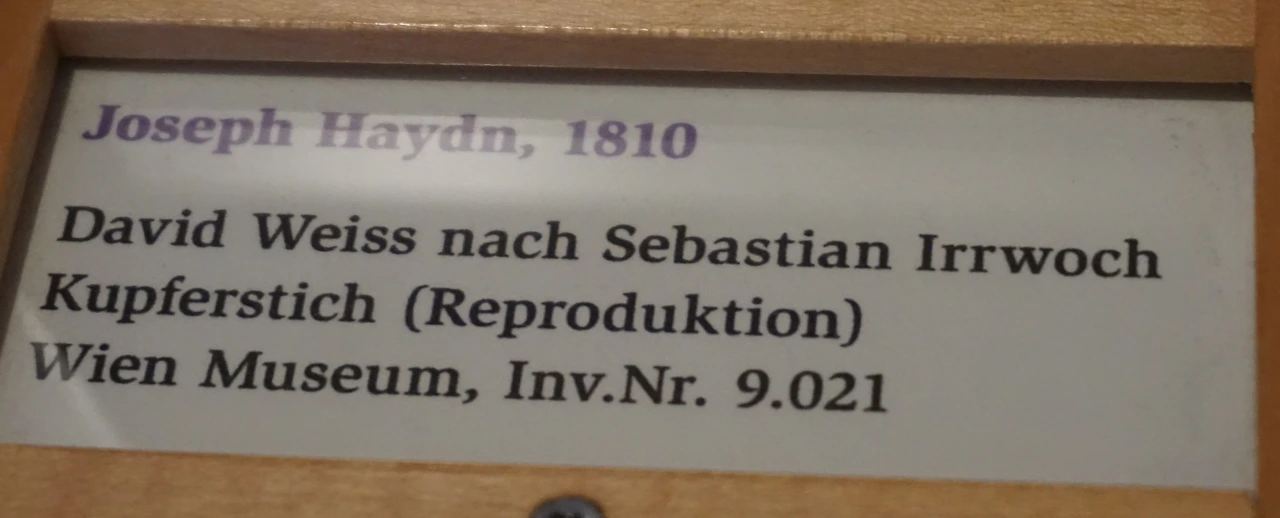 Joseph Haydn, 1810
David Weiss nach Sebastian Irrwoch
Kupferstich (Reproduktion)
Wien Museum, Inv.Nr. 9.021